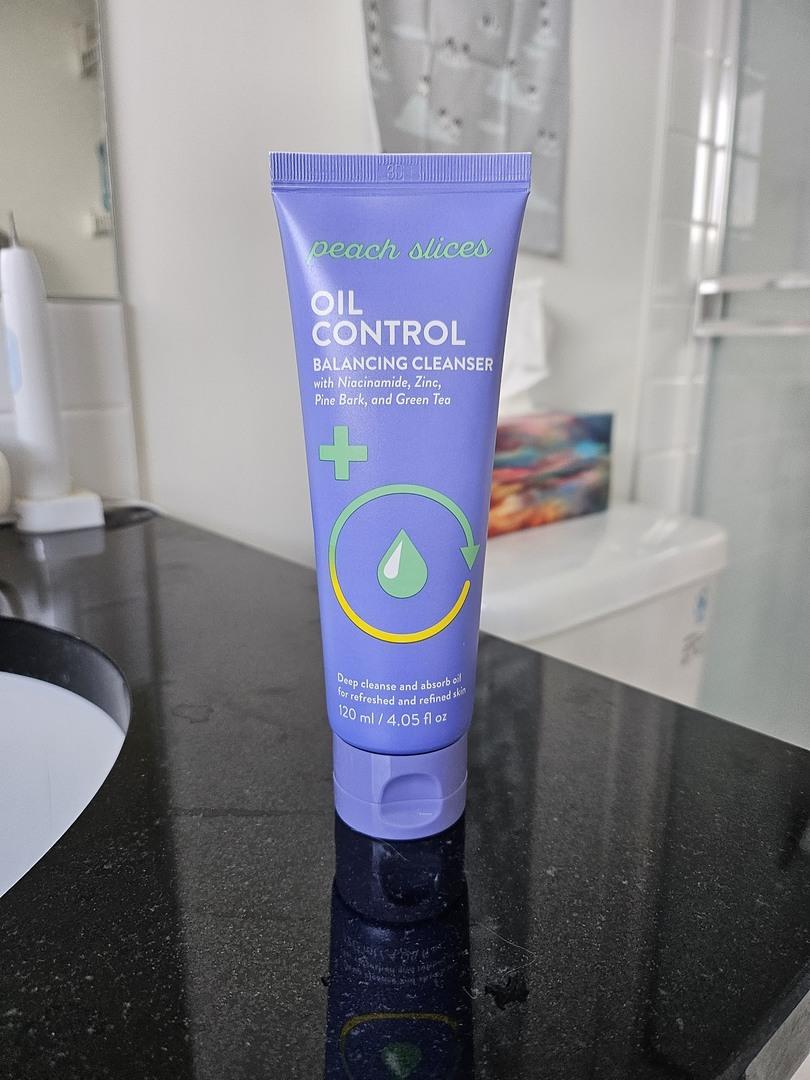 peach slices
OIL
CONTROL
BALANCING CLEANSER
with Niacinamide, Zinc,
Pine Bark, and Green Tea
Deep cleanse and absorb oil
for refreshed and refined skin
120 ml / 4.05 fl oz